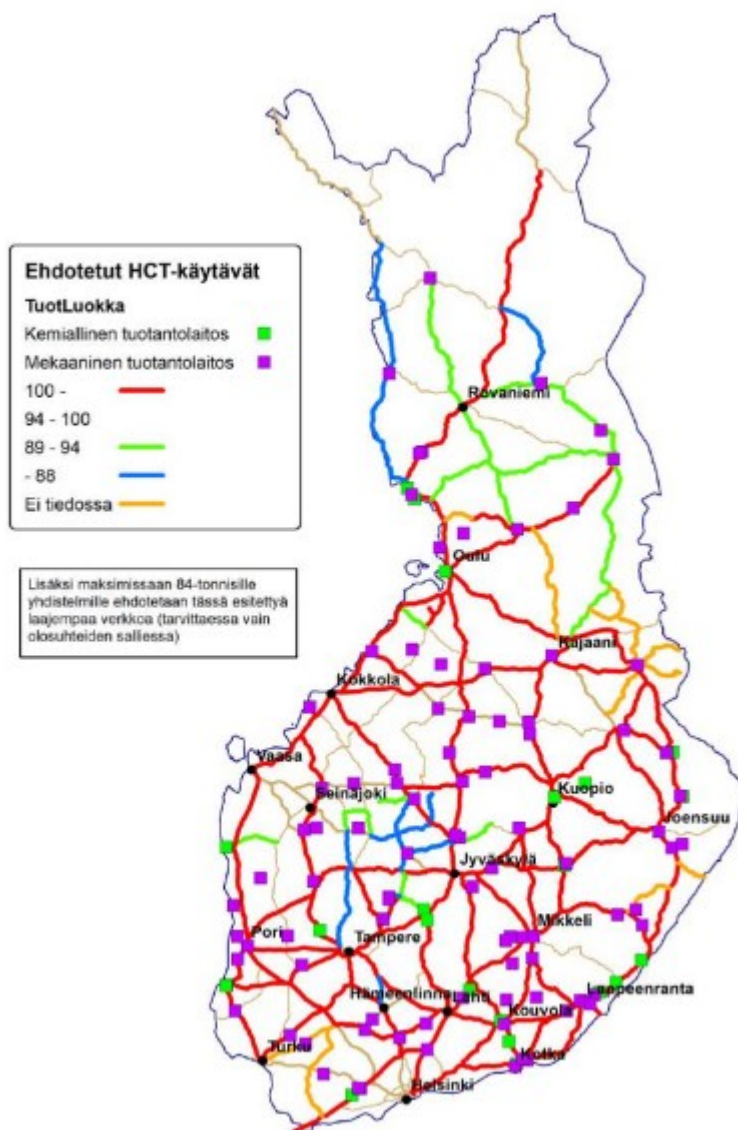 Ehdotetut HCT-käytävät
TuotLuokka
Kemiallinen tuotantolaitos
Mekaaninen tuotantolaitos
100 -
94 - 100
89 - 94
- 88
Ei tiedossa
Lisäksi maksimissaan 84-tonnisille
yhdistelmille ehdotetaan tässä esitettyä
laajempaa verkkoa (tarvittaessa vain
olosuhteiden salliessa)
Rovaniemi
Oulu
Kajaani
Kokkola
Vaasa
Seinäjoki
Kuopio
Joensuu
Jyväskylä
Mikkeli
Pori
Tampere
Hämeenlinna
Lahti
Kouvola
Lappeenranta
Turku
Kotka
Helsinki